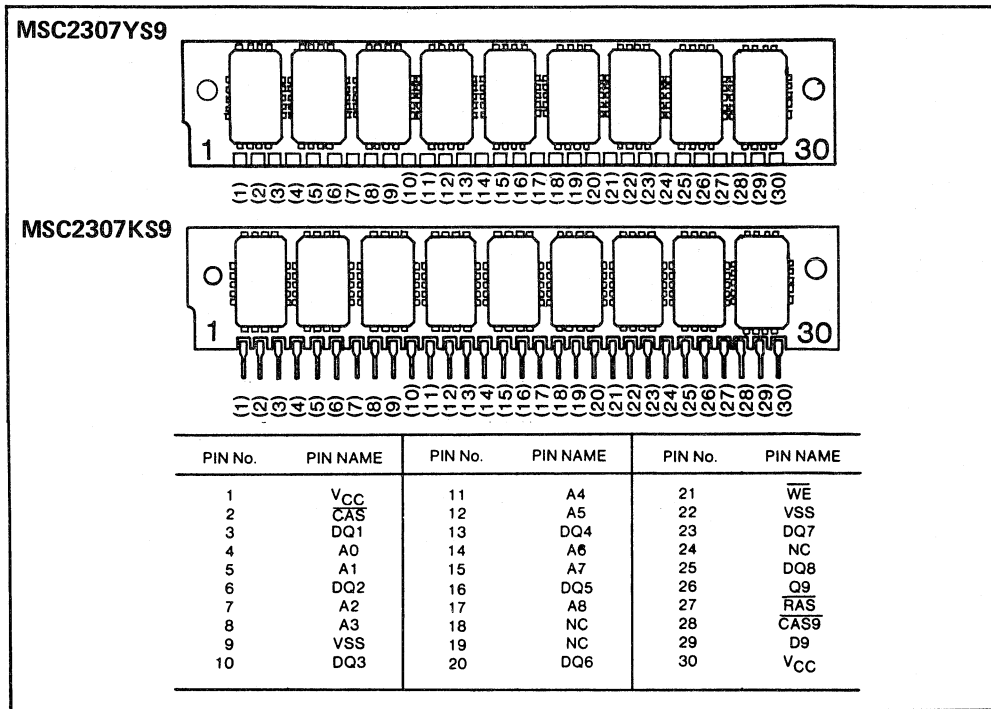 MSC2307YS9
1 30
(1) (2) (3) (4) (5) (6) (7) (8) (9) (10) (11) (12) (13) (14) (15) (16) (17) (18) (19) (20) (21) (22) (23) (24) (25) (26) (27) (28) (29) (30)
MSC2307KS9
1 30
(1) (2) (3) (4) (5) (6) (7) (8) (9) (10) (11) (12) (13) (14) (15) (16) (17) (18) (19) (20) (21) (22) (23) (24) (25) (26) (27) (28) (29) (30)
PIN No. PIN NAME PIN No. PIN NAME PIN No. PIN NAME
1 VCC 11 A4 21 W̅E̅
2 C̅A̅S̅ 12 A5 22 VSS
3 DQ1 13 DQ4 23 DQ7
4 A0 14 A6 24 NC
5 A1 15 A7 25 DQ8
6 DQ2 16 DQ5 26 Q9
7 A2 17 A8 27 R̅A̅S̅
8 A3 18 NC 28 C̅A̅S̅9̅
9 VSS 19 NC 29 D9
10 DQ3 20 DQ6 30 VCC